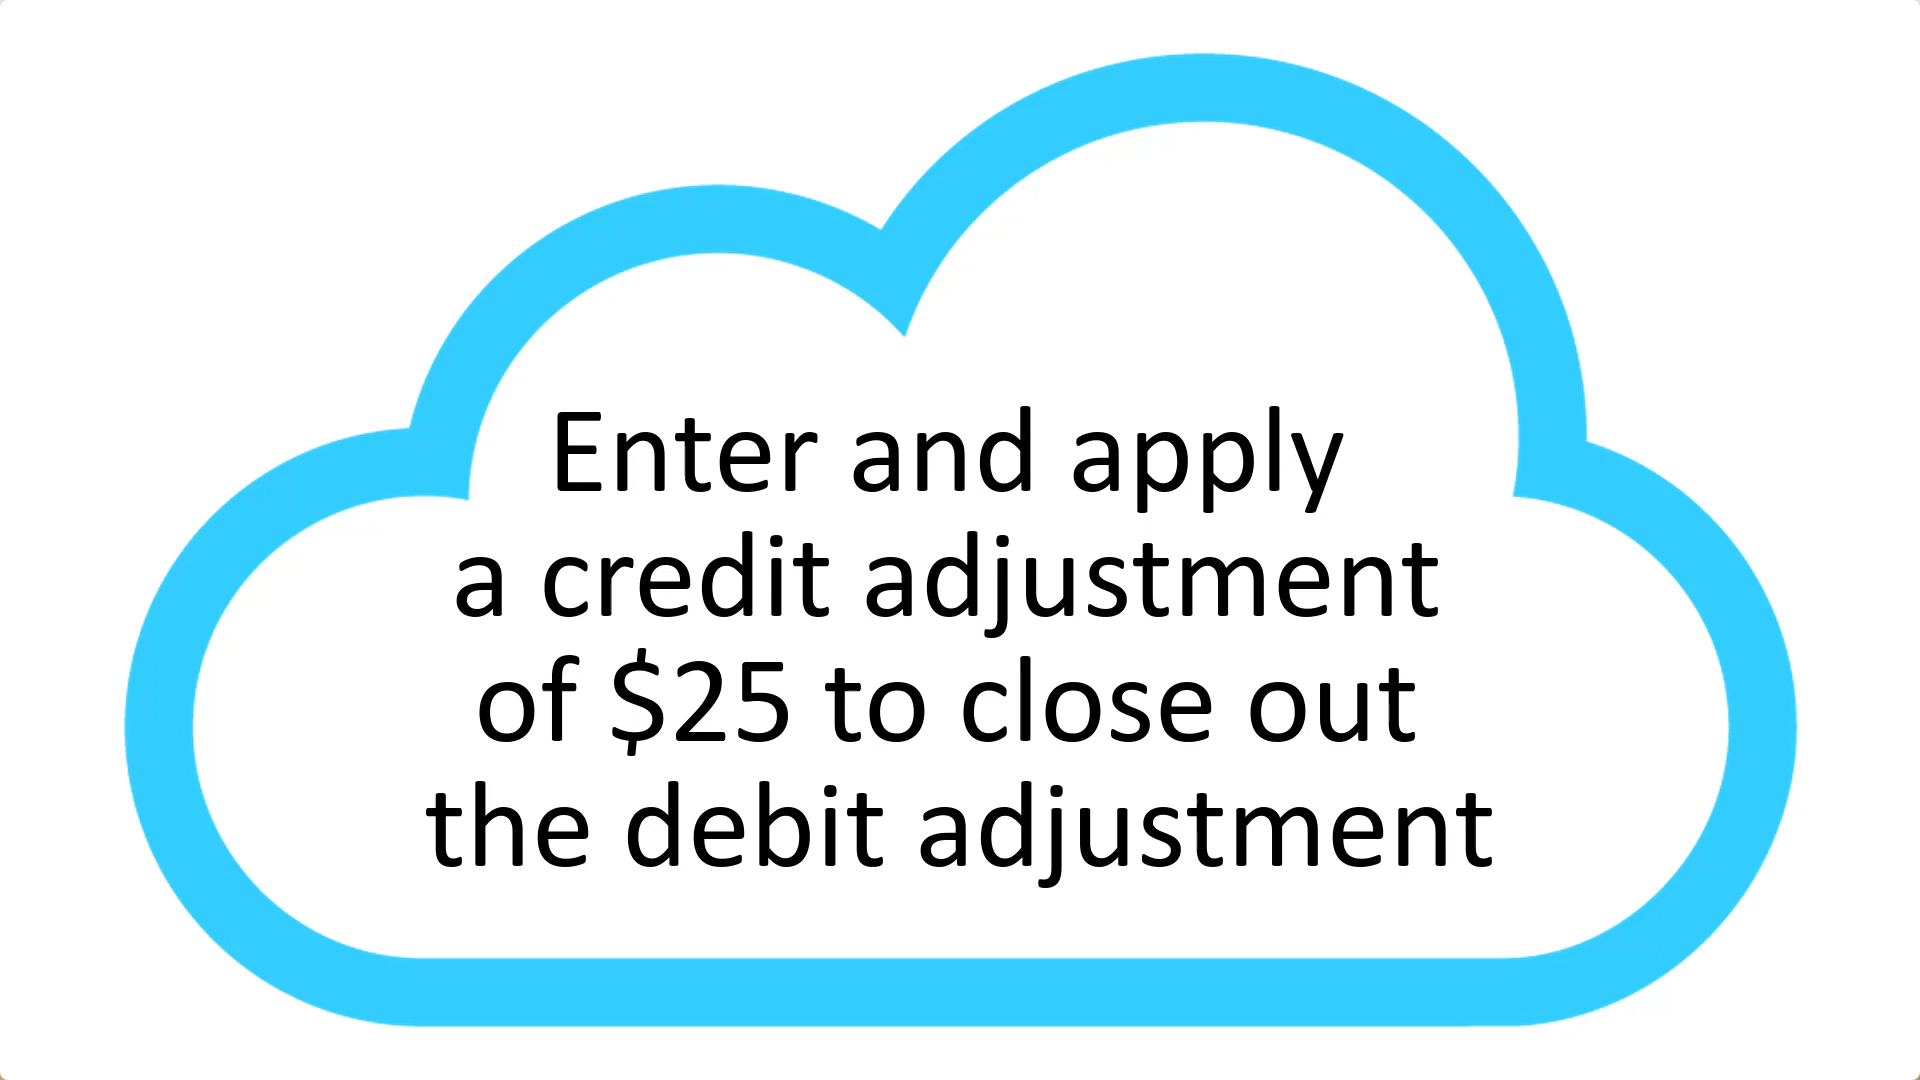 Enter and apply
a credit adjustment
of $25 to close out
the debit adjustment